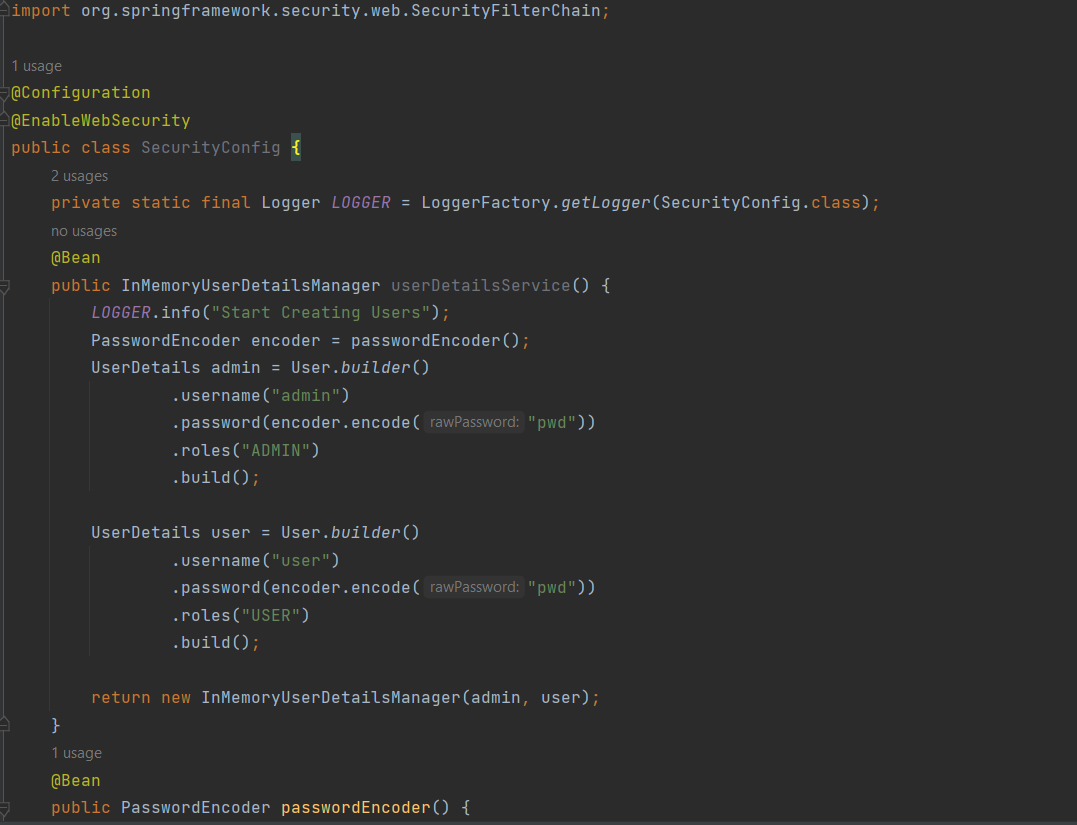 import org.springframework.security.web.SecurityFilterChain;
1 usage
@Configuration
@EnableWebSecurity
public class SecurityConfig {
2 usages
private static final Logger LOGGER = LoggerFactory.getLogger(SecurityConfig.class);
no usages
@Bean
public InMemoryUserDetailsManager userDetailsService() {
LOGGER.info("Start Creating Users");
PasswordEncoder encoder = passwordEncoder();
UserDetails admin = User.builder()
.username("admin")
.password(encoder.encode( rawPassword: "pwd"))
.roles("ADMIN")
.build();
UserDetails user = User.builder()
.username("user")
.password(encoder.encode( rawPassword: "pwd"))
.roles("USER")
.build();
return new InMemoryUserDetailsManager(admin, user);
}
1 usage
@Bean
public PasswordEncoder passwordEncoder() {